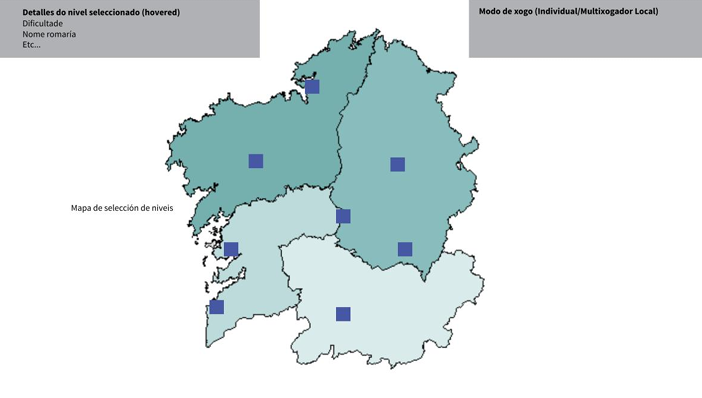 Detalles do nivel seleccionado (hovered)
Dificultade
Nome romaría
Etc...
Modo de xogo (Individual/Multixogador Local)
Mapa de selección de niveis